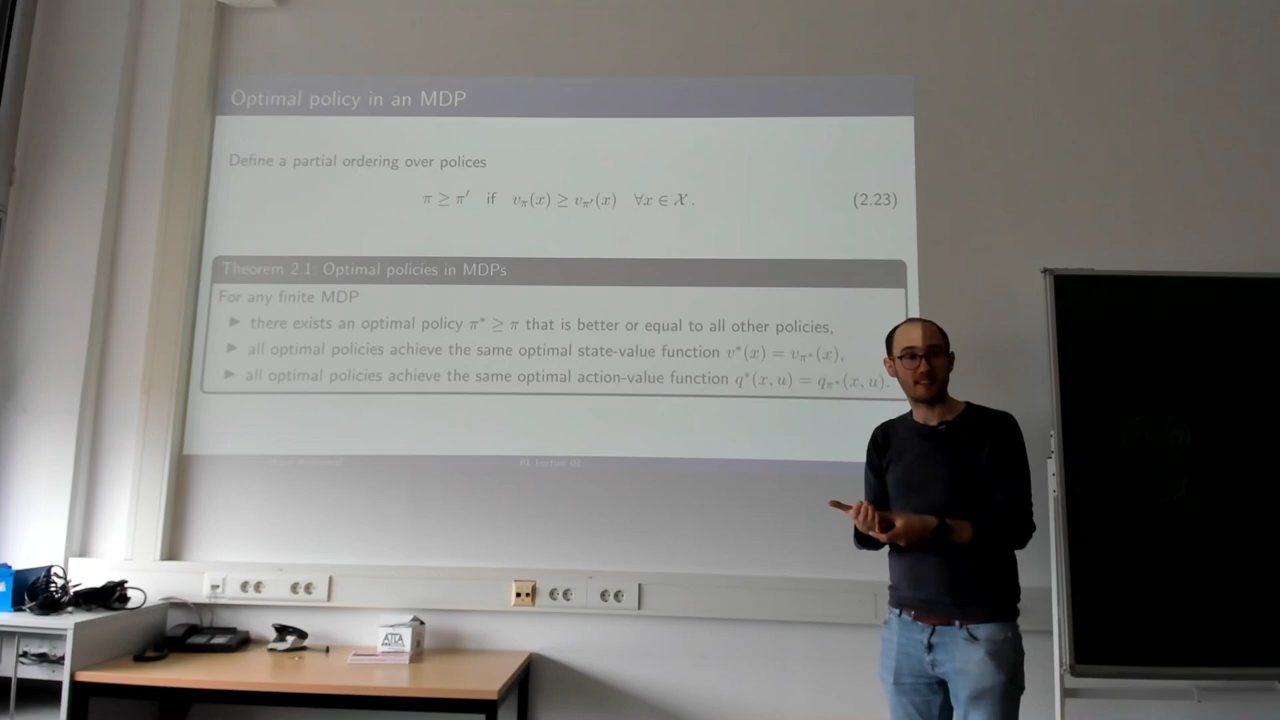 Optimal policy in an MDP
Define a partial ordering over polices
π ≥ π′ if v_π(x) ≥ v_π′(x) ∀x ∈ 𝒳. (2.23)
Theorem 2.1: Optimal policies in MDPs
For any finite MDP
▶ there exists an optimal policy π* ≥ π that is better or equal to all other policies,
▶ all optimal policies achieve the same optimal state-value function v*(x) = v_π*(x),
▶ all optimal policies achieve the same optimal action-value function q*(x, u) = q_π*(x, u).
RL Lecture 02
ATLA